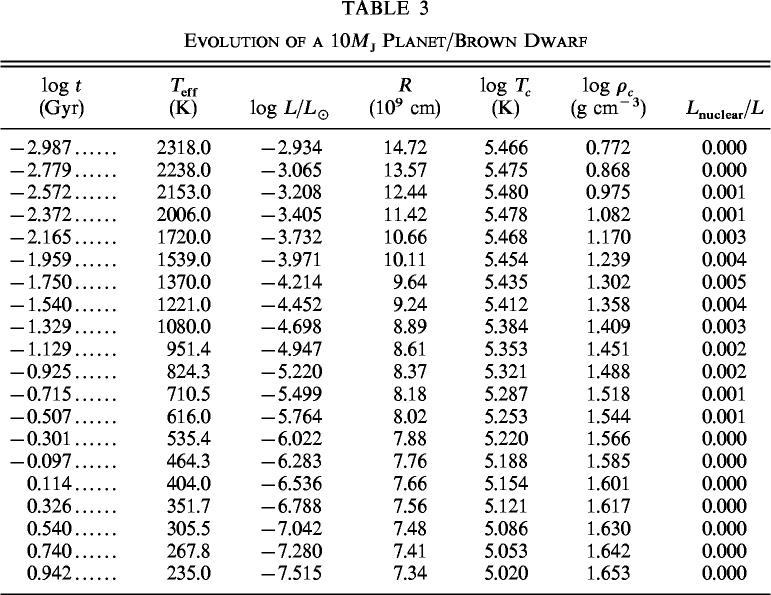 TABLE 3
EVOLUTION OF A 10M_J PLANET/BROWN DWARF
log t (Gyr) T_eff (K) log L/L_☉ R (10^9 cm) log T_c (K) log ρ_c (g cm^−3) L_nuclear/L
−2.987...... 2318.0 −2.934 14.72 5.466 0.772 0.000
−2.779...... 2238.0 −3.065 13.57 5.475 0.868 0.000
−2.572...... 2153.0 −3.208 12.44 5.480 0.975 0.001
−2.372...... 2006.0 −3.405 11.42 5.478 1.082 0.001
−2.165...... 1720.0 −3.732 10.66 5.468 1.170 0.003
−1.959...... 1539.0 −3.971 10.11 5.454 1.239 0.004
−1.750...... 1370.0 −4.214 9.64 5.435 1.302 0.005
−1.540...... 1221.0 −4.452 9.24 5.412 1.358 0.004
−1.329...... 1080.0 −4.698 8.89 5.384 1.409 0.003
−1.129...... 951.4 −4.947 8.61 5.353 1.451 0.002
−0.925...... 824.3 −5.220 8.37 5.321 1.488 0.002
−0.715...... 710.5 −5.499 8.18 5.287 1.518 0.001
−0.507...... 616.0 −5.764 8.02 5.253 1.544 0.001
−0.301...... 535.4 −6.022 7.88 5.220 1.566 0.000
−0.097...... 464.3 −6.283 7.76 5.188 1.585 0.000
0.114...... 404.0 −6.536 7.66 5.154 1.601 0.000
0.326...... 351.7 −6.788 7.56 5.121 1.617 0.000
0.540...... 305.5 −7.042 7.48 5.086 1.630 0.000
0.740...... 267.8 −7.280 7.41 5.053 1.642 0.000
0.942...... 235.0 −7.515 7.34 5.020 1.653 0.000